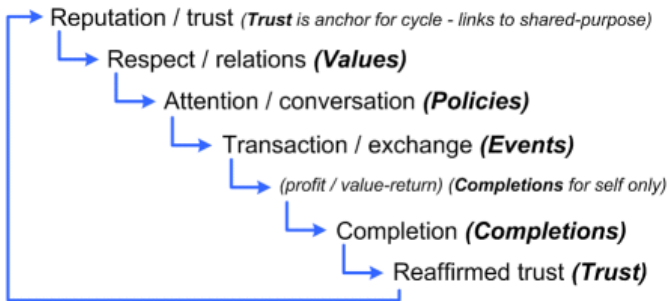 Reputation / trust (Trust is anchor for cycle - links to shared-purpose)
Respect / relations (Values)
Attention / conversation (Policies)
Transaction / exchange (Events)
(profit / value-return) (Completions for self only)
Completion (Completions)
Reaffirmed trust (Trust)